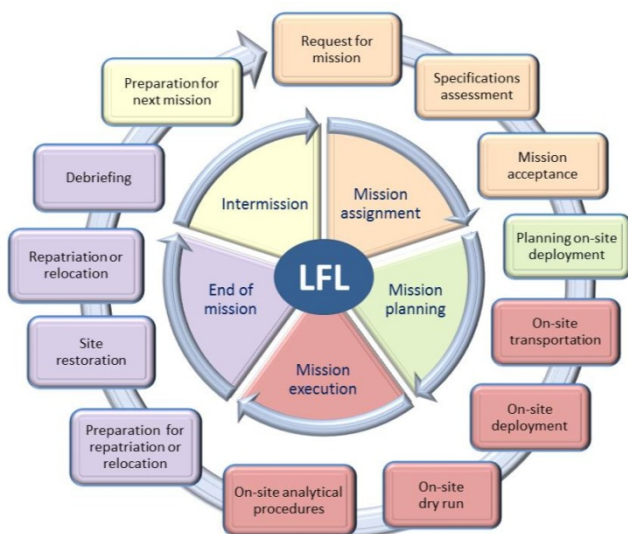 Request for
mission
Specifications
assessment
Mission
acceptance
Planning on-site
deployment
On-site
transportation
On-site
deployment
On-site
dry run
On-site analytical
procedures
Preparation for
repatriation or
relocation
Site
restoration
Repatriation or
relocation
Debriefing
Preparation for
next mission
Intermission
Mission
assignment
Mission
planning
Mission
execution
End of
mission
LFL